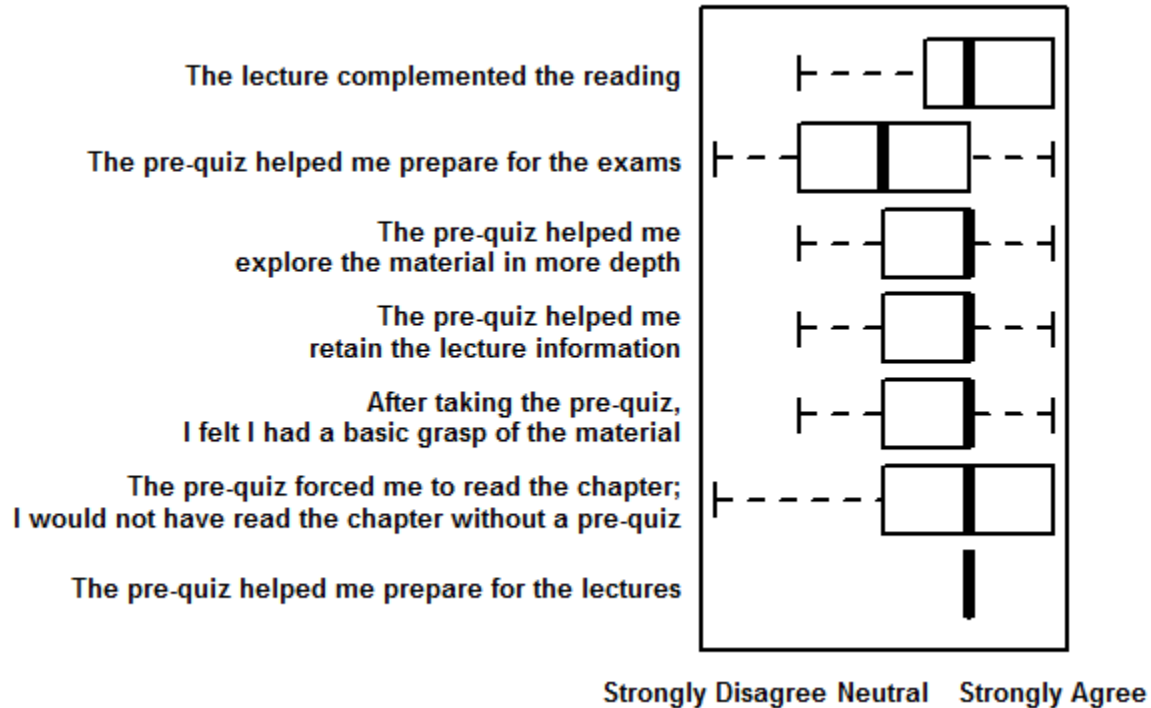 The lecture complemented the reading
The pre-quiz helped me prepare for the exams
The pre-quiz helped me
explore the material in more depth
The pre-quiz helped me
retain the lecture information
After taking the pre-quiz,
I felt I had a basic grasp of the material
The pre-quiz forced me to read the chapter;
I would not have read the chapter without a pre-quiz
The pre-quiz helped me prepare for the lectures
Strongly Disagree Neutral Strongly Agree